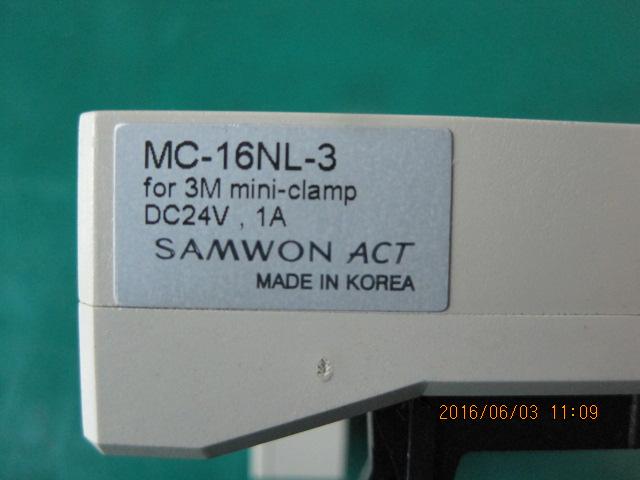 MC-16NL-3
for 3M mini-clamp
DC24V , 1A
SAMWON ACT
MADE IN KOREA
2016/06/03 11:09